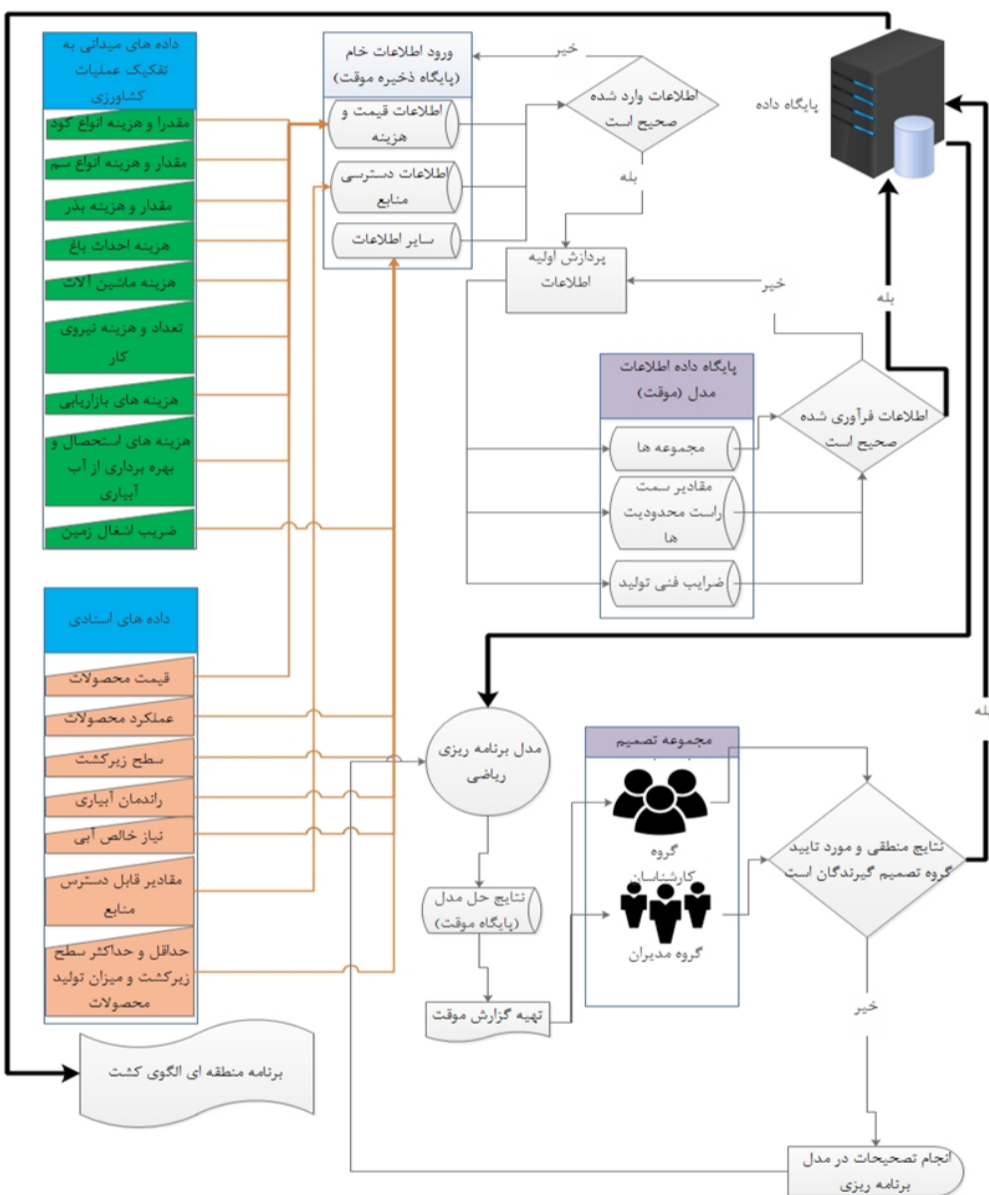 داده های میدانی به
تفکیک عملیات
کشاورزی
مقدرا و هزینه انواع کود
مقدار و هزینه انواع سم
مقدار و هزینه بذر
هزینه احداث باغ
هزینه ماشین آلات
تعداد و هزینه نیروی
کار
هزینه های بازاریابی
هزینه های استحصال و
بهره برداری از آب
آبیاری
ضریب اشغال زمین
داده های اسنادی
قیمت محصولات
عملکرد محصولات
سطح زیرکشت
راندمان آبیاری
نیاز خالص آبی
مقادیر قابل دسترس
منابع
حداقل و حداکثر سطح
زیرکشت و میزان تولید
محصولات
برنامه منطقه ای الگوی کشت
ورود اطلاعات خام
(پایگاه ذخیره موقت)
اطلاعات قیمت و
هزینه
اطلاعات دسترسی
منابع
سایر اطلاعات
خیر
اطلاعات وارد شده
صحیح است
بله
پردازش اولیه
اطلاعات
پایگاه داده
خیر
بله
پایگاه داده اطلاعات
مدل (موقت)
مجموعه ها
مقادیر سمت
راست محدودیت
ها
ضرایب فنی تولید
اطلاعات فرآوری شده
صحیح است
مدل برنامه ریزی
ریاضی
نتایج حل مدل
(پایگاه موقت)
تهیه گزارش موقت
مجموعه تصمیم
گروه
کارشناسان
گروه مدیران
نتایج منطقی و مورد تایید
گروه تصمیم گیرندگان است
بله
خیر
انجام تصحیحات در مدل
برنامه ریزی